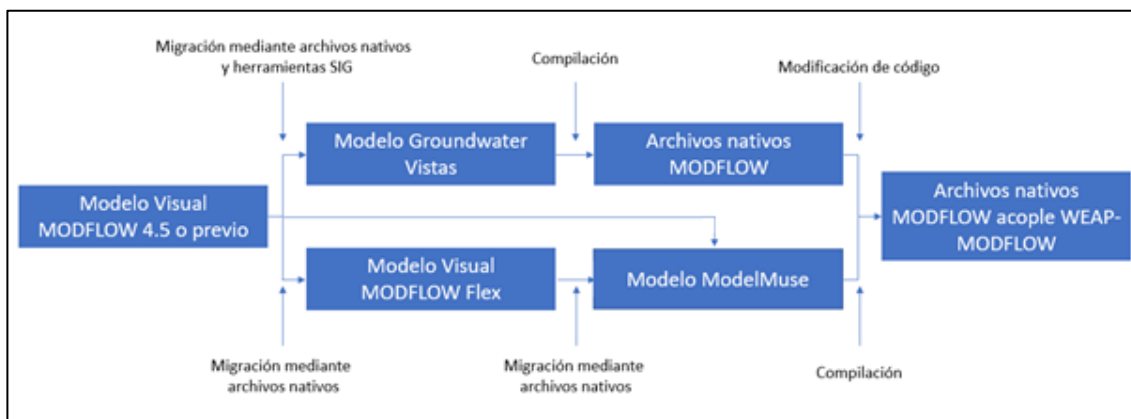 Migración mediante archivos nativos
y herramientas SIG
Compilación
Modificación de código
Modelo Groundwater
Vistas
Archivos nativos
MODFLOW
Modelo Visual
MODFLOW 4.5 o previo
Archivos nativos
MODFLOW acople WEAP-
MODFLOW
Modelo Visual
MODFLOW Flex
Modelo ModelMuse
Migración mediante
archivos nativos
Migración mediante
archivos nativos
Compilación